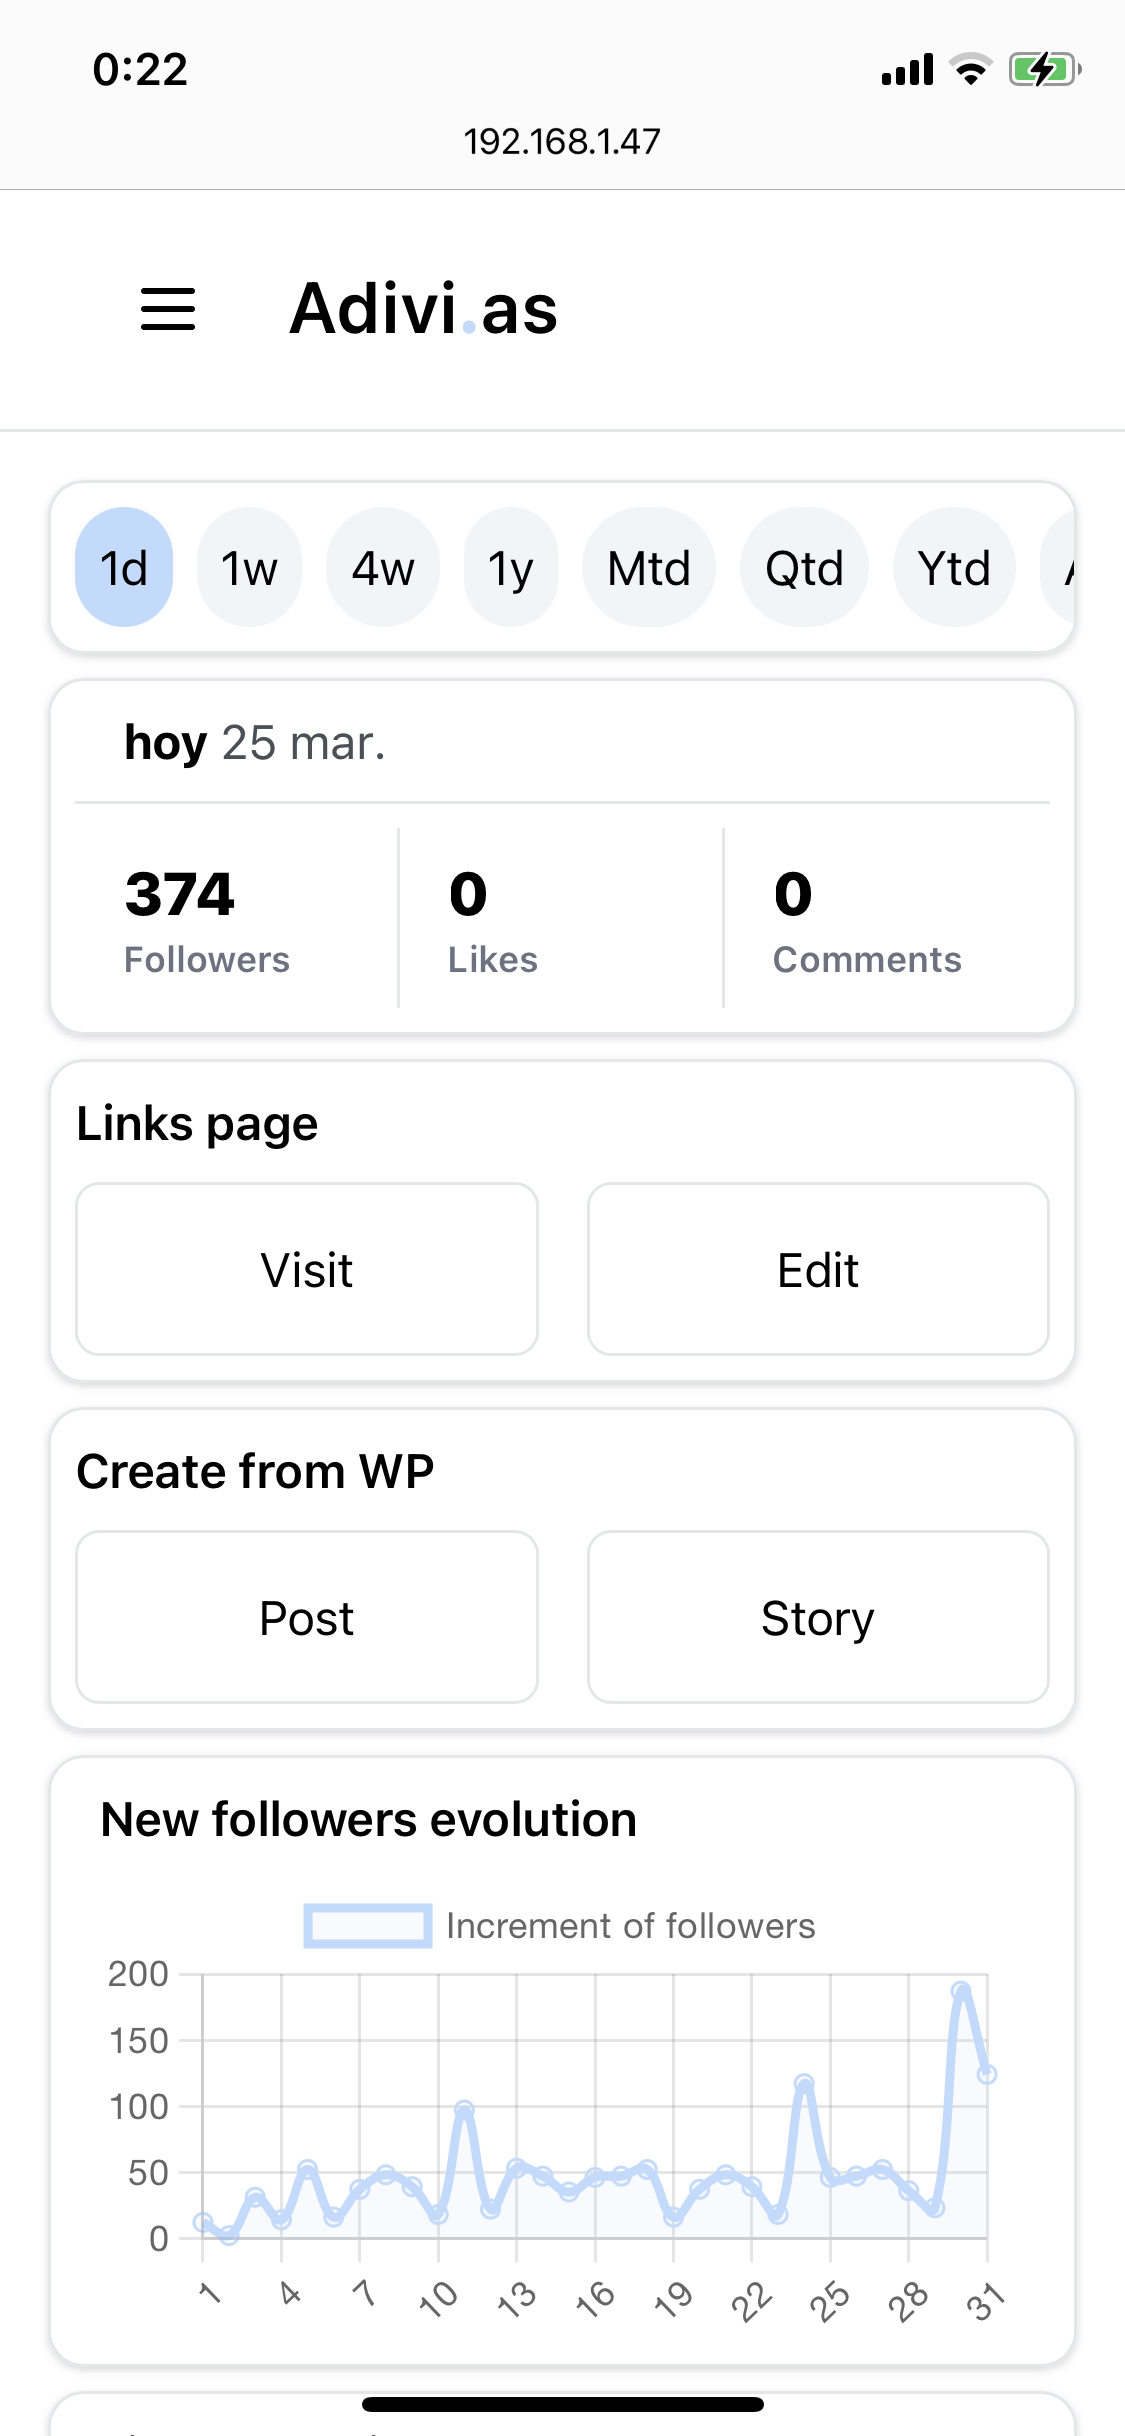 0:22
192.168.1.47
Adivi.as
1d 1w 4w 1y Mtd Qtd Ytd
hoy 25 mar.
374 0 0
Followers Likes Comments
Links page
Visit Edit
Create from WP
Post Story
New followers evolution
Increment of followers
200
150
100
50
0
1 4 7 10 13 16 19 22 25 28 31